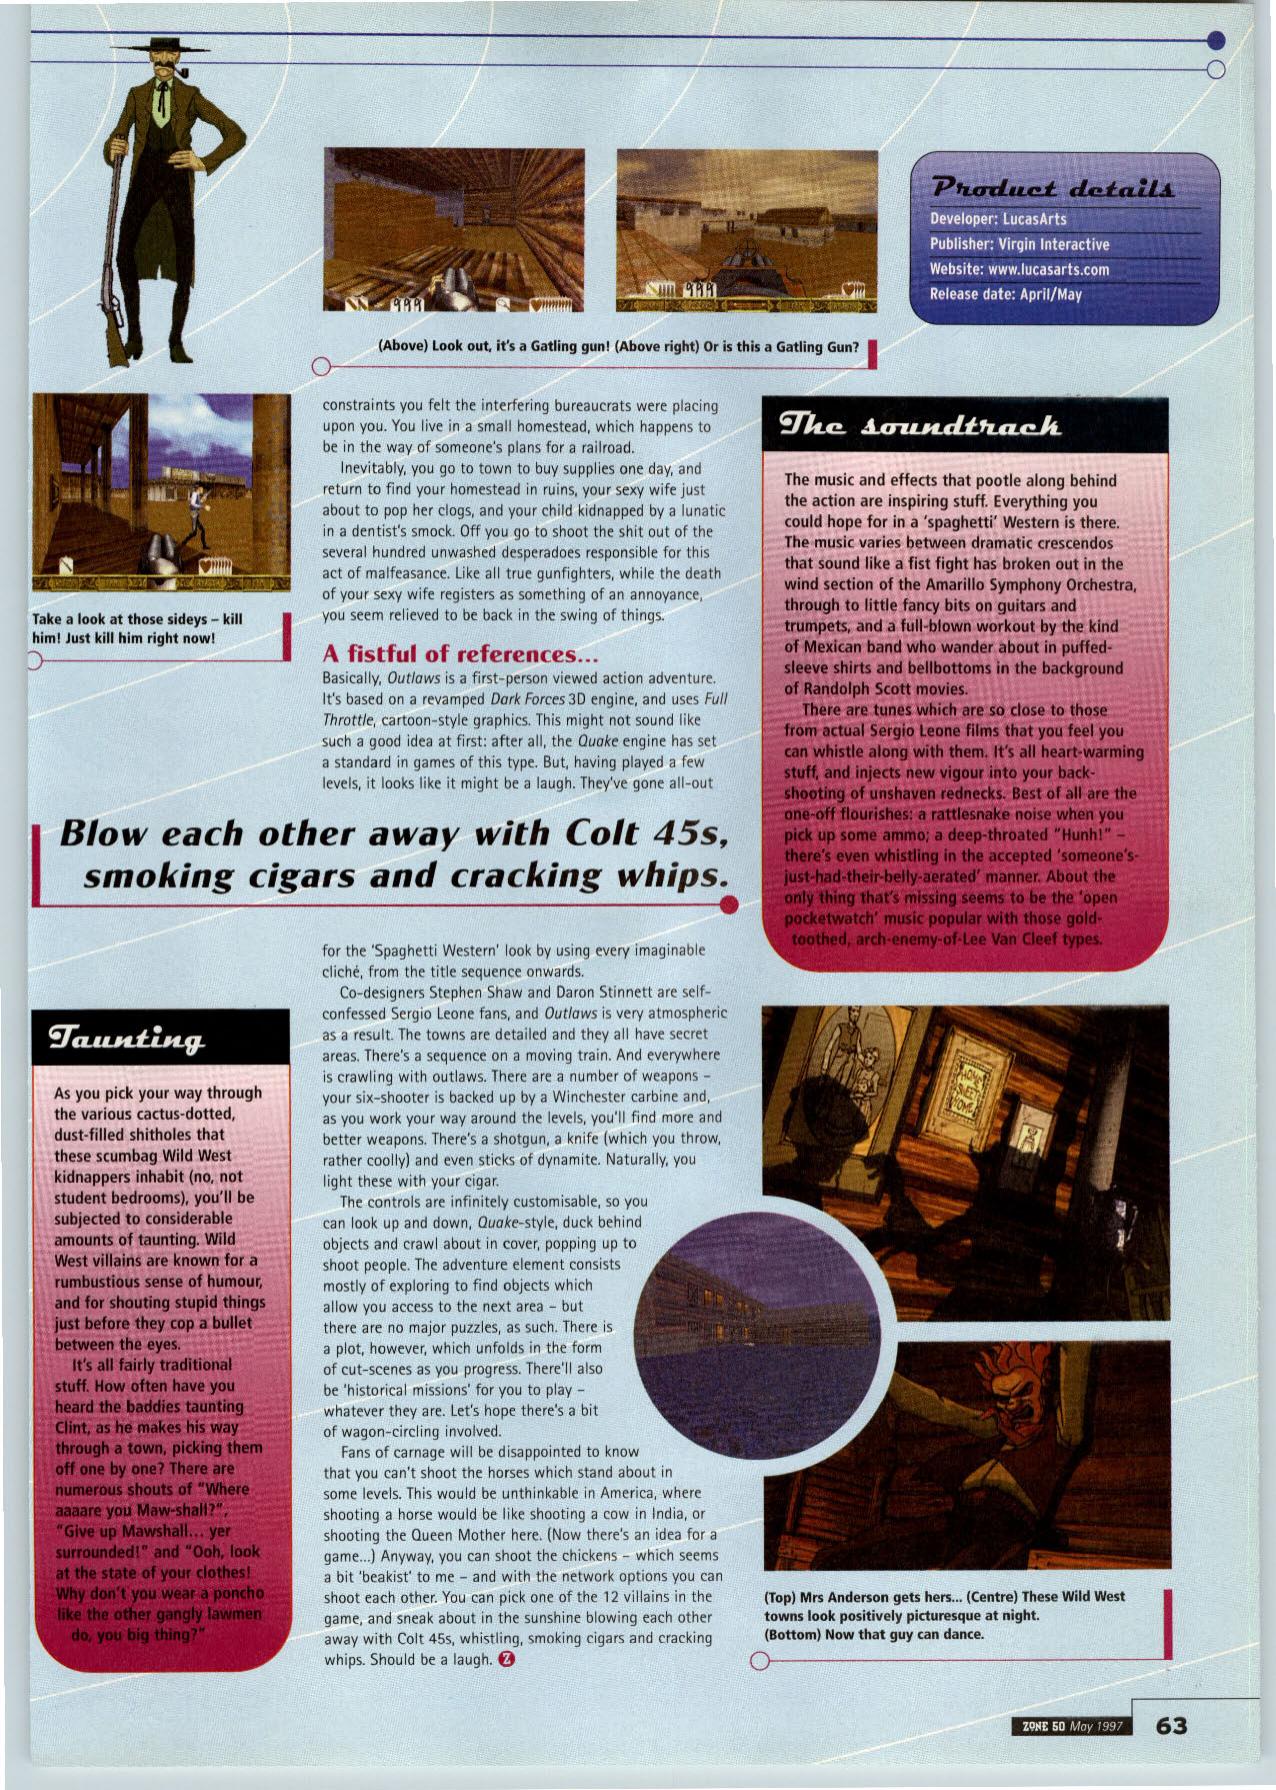 Product details
Developer: LucasArts
Publisher: Virgin Interactive
Website: www.lucasarts.com
Release date: April/May
(Above) Look out, it's a Gatling gun! (Above right) Or is this a Gatling Gun?
Take a look at those sideys – kill
him! Just kill him right now!
constraints you felt the interfering bureaucrats were placing
upon you. You live in a small homestead, which happens to
be in the way of someone's plans for a railroad.
Inevitably, you go to town to buy supplies one day, and
return to find your homestead in ruins, your sexy wife just
about to pop her clogs, and your child kidnapped by a lunatic
in a dentist's smock. Off you go to shoot the shit out of the
several hundred unwashed desperadoes responsible for this
act of malfeasance. Like all true gunfighters, while the death
of your sexy wife registers as something of an annoyance,
you seem relieved to be back in the swing of things.
A fistful of references...
Basically, Outlaws is a first-person viewed action adventure.
It's based on a revamped Dark Forces 3D engine, and uses Full
Throttle, cartoon-style graphics. This might not sound like
such a good idea at first: after all, the Quake engine has set
a standard in games of this type. But, having played a few
levels, it looks like it might be a laugh. They've gone all-out
Blow each other away with Colt 45s,
smoking cigars and cracking whips.
for the 'Spaghetti Western' look by using every imaginable
cliché, from the title sequence onwards.
Co-designers Stephen Shaw and Daron Stinnett are self-
confessed Sergio Leone fans, and Outlaws is very atmospheric
as a result. The towns are detailed and they all have secret
areas. There's a sequence on a moving train. And everywhere
is crawling with outlaws. There are a number of weapons –
your six-shooter is backed up by a Winchester carbine and,
as you work your way around the levels, you'll find more and
better weapons. There's a shotgun, a knife (which you throw,
rather coolly) and even sticks of dynamite. Naturally, you
light these with your cigar.
The controls are infinitely customisable, so you
can look up and down, Quake-style, duck behind
objects and crawl about in cover, popping up to
shoot people. The adventure element consists
mostly of exploring to find objects which
allow you access to the next area – but
there are no major puzzles, as such. There is
a plot, however, which unfolds in the form
of cut-scenes as you progress. There'll also
be 'historical missions' for you to play –
whatever they are. Let's hope there's a bit
of wagon-circling involved.
Fans of carnage will be disappointed to know
that you can't shoot the horses which stand about in
some levels. This would be unthinkable in America, where
shooting a horse would be like shooting a cow in India, or
shooting the Queen Mother here. (Now there's an idea for a
game...) Anyway, you can shoot the chickens – which seems
a bit 'beakist' to me – and with the network options you can
shoot each other. You can pick one of the 12 villains in the
game, and sneak about in the sunshine blowing each other
away with Colt 45s, whistling, smoking cigars and cracking
whips. Should be a laugh. Z
The soundtrack
The music and effects that pootle along behind
the action are inspiring stuff. Everything you
could hope for in a 'spaghetti' Western is there.
The music varies between dramatic crescendos
that sound like a fist fight has broken out in the
wind section of the Amarillo Symphony Orchestra,
through to little fancy bits on guitars and
trumpets, and a full-blown workout by the kind
of Mexican band who wander about in puffed-
sleeve shirts and bellbottoms in the background
of Randolph Scott movies.
There are tunes which are so close to those
from actual Sergio Leone films that you feel you
can whistle along with them. It's all heart-warming
stuff, and injects new vigour into your back-
shooting of unshaven rednecks. Best of all are the
one-off flourishes: a rattlesnake noise when you
pick up some ammo; a deep-throated "Hunh!" –
there's even whistling in the accepted 'someone's-
just-had-their-belly-aerated' manner. About the
only thing that's missing seems to be the 'open
pocketwatch' music popular with those gold-
toothed, arch-enemy-of-Lee Van Cleef types.
Taunting
As you pick your way through
the various cactus-dotted,
dust-filled shitholes that
these scumbag Wild West
kidnappers inhabit (no, not
student bedrooms), you'll be
subjected to considerable
amounts of taunting. Wild
West villains are known for a
rumbustious sense of humour,
and for shouting stupid things
just before they cop a bullet
between the eyes.
It's all fairly traditional
stuff. How often have you
heard the baddies taunting
Clint, as he makes his way
through a town, picking them
off one by one? There are
numerous shouts of "Where
aaaare you Maw-shall?",
"Give up Mawshall... yer
surrounded!" and "Ooh, look
at the state of your clothes!
Why don't you wear a poncho
like the other gangly lawmen
do, you big thing?"
HOME
SWEET
HOME
(Top) Mrs Anderson gets hers... (Centre) These Wild West
towns look positively picturesque at night.
(Bottom) Now that guy can dance.
ZONE 50 May 1997 63